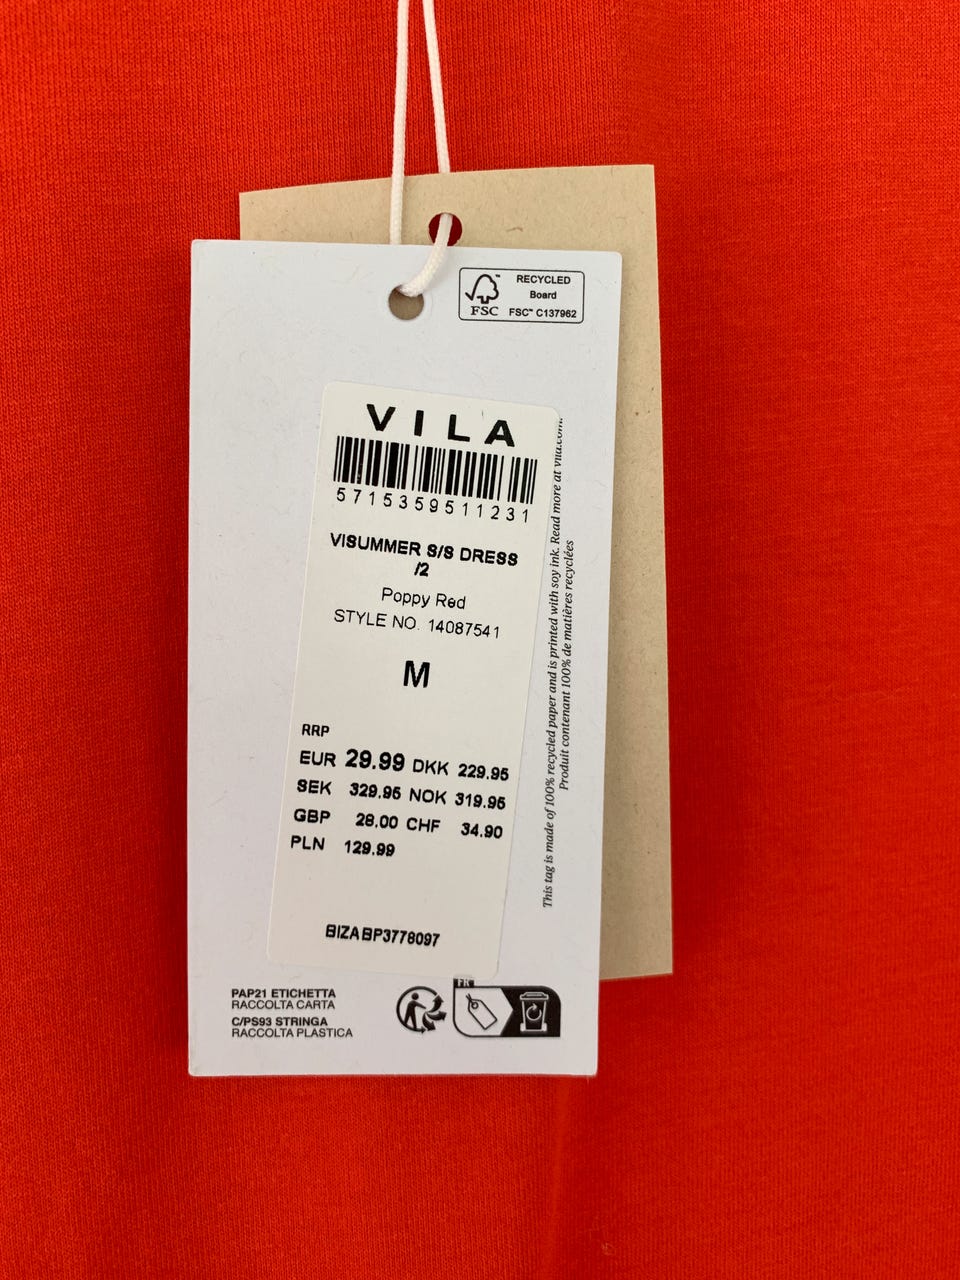 RECYCLED
Board
FSC™ C137962
FSC
VILA
5715359511231
VISUMMER S/S DRESS
/2
Poppy Red
STYLE NO. 14087541
M
RRP
EUR 29.99 DKK 229.95
SEK 329.95 NOK 319.95
GBP 28.00 CHF 34.90
PLN 129.99
BIZABP3778097
This tag is made of 100% recycled paper and is printed with soy ink. Read more at vila.com.
Produit contenant 100% de matières recyclées
PAP21 ETICHETTA
RACCOLTA CARTA
C/PS93 STRINGA
RACCOLTA PLASTICA
FR